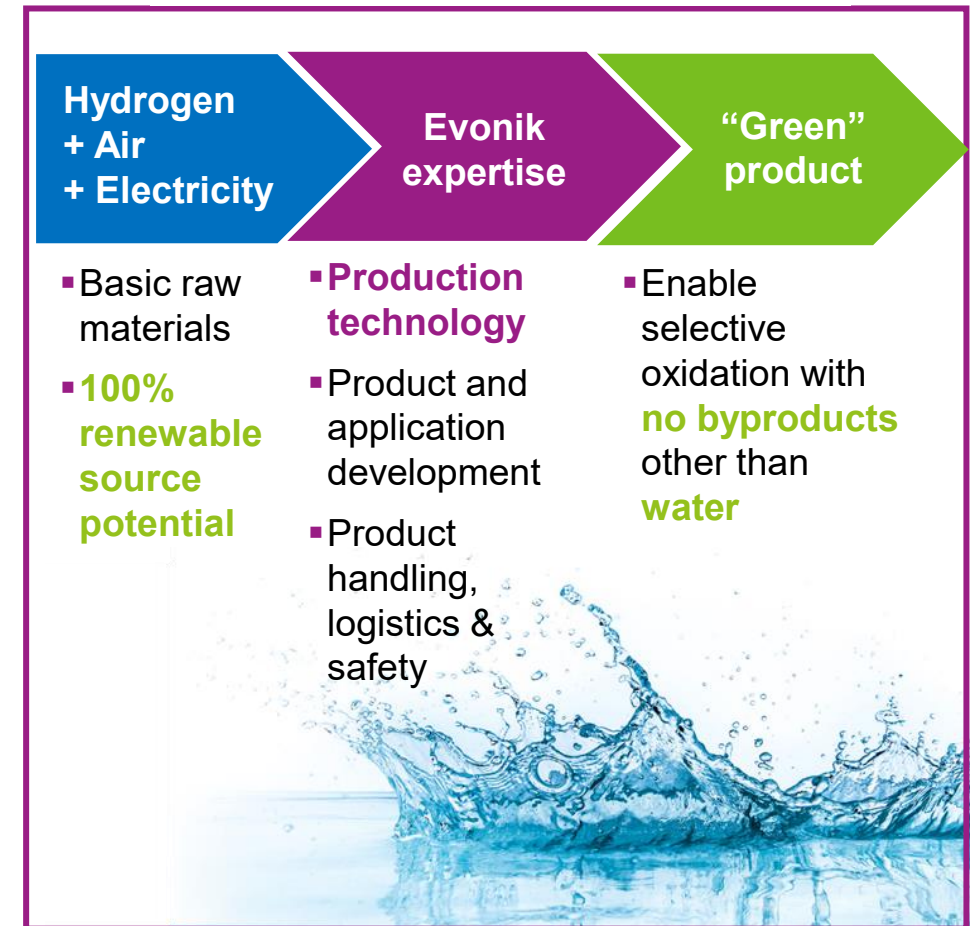 Hydrogen
+ Air
+ Electricity
Evonik
expertise
“Green”
product
▪Basic raw
materials
▪100%
renewable
source
potential
▪Production
technology
▪Product and
application
development
▪Product
handling,
logistics &
safety
▪Enable
selective
oxidation with
no byproducts
other than
water